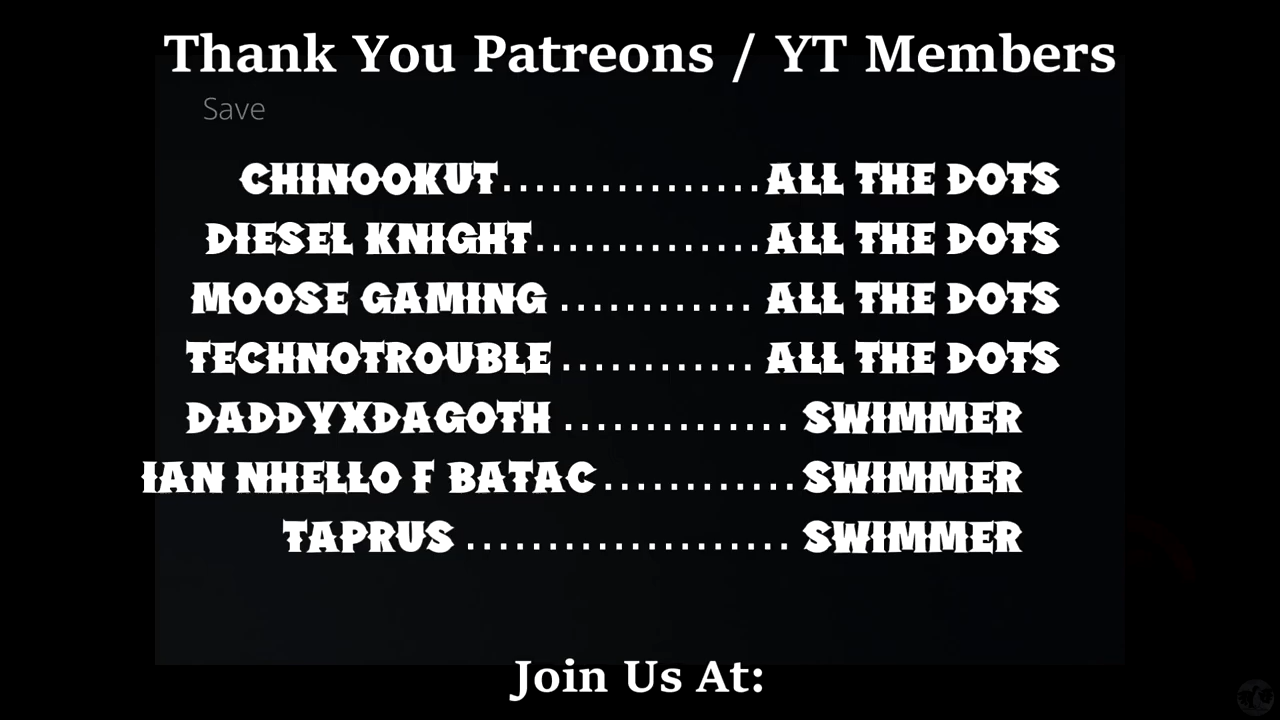 Thank You Patreons / YT Members
Save
CHINOOKUT................ALL THE DOTS
DIESEL KNIGHT..............ALL THE DOTS
MOOSE GAMING ............ ALL THE DOTS
TECHNOTROUBLE ............ ALL THE DOTS
DADDYXDAGOTH .............. SWIMMER
IAN NHELLO F BATAC............SWIMMER
TAPRUS .................... SWIMMER
Join Us At: